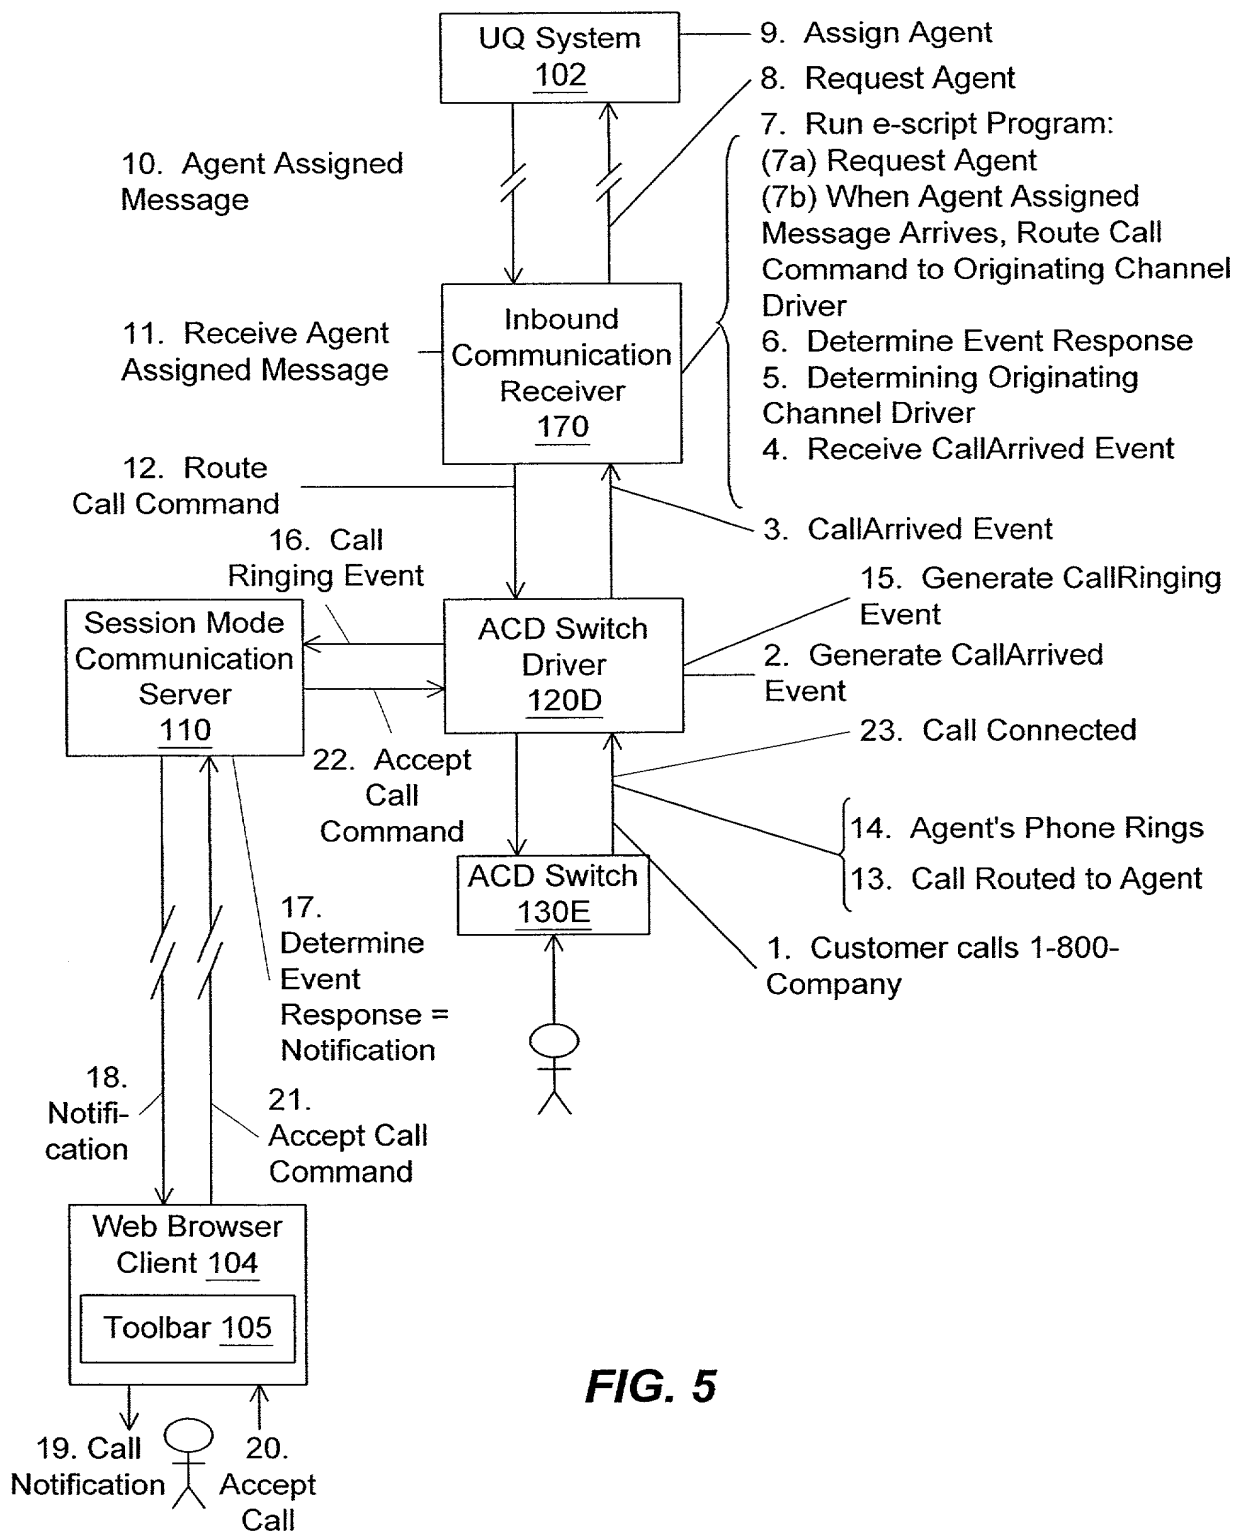 UQ System
102
9. Assign Agent
8. Request Agent
7. Run e-script Program:
(7a) Request Agent
(7b) When Agent Assigned
Message Arrives, Route Call
Command to Originating Channel
Driver
6. Determine Event Response
5. Determining Originating
Channel Driver
4. Receive CallArrived Event
10. Agent Assigned
Message
11. Receive Agent
Assigned Message
Inbound
Communication
Receiver
170
12. Route
Call Command
3. CallArrived Event
16. Call
Ringing Event
15. Generate CallRinging
Event
Session Mode
Communication
Server
110
ACD Switch
Driver
120D
2. Generate CallArrived
Event
23. Call Connected
22. Accept
Call
Command
14. Agent's Phone Rings
13. Call Routed to Agent
ACD Switch
130E
1. Customer calls 1-800-
Company
17.
Determine
Event
Response =
Notification
18.
Notifi-
cation
21.
Accept Call
Command
Web Browser
Client 104
Toolbar 105
FIG. 5
19. Call
Notification
20.
Accept
Call